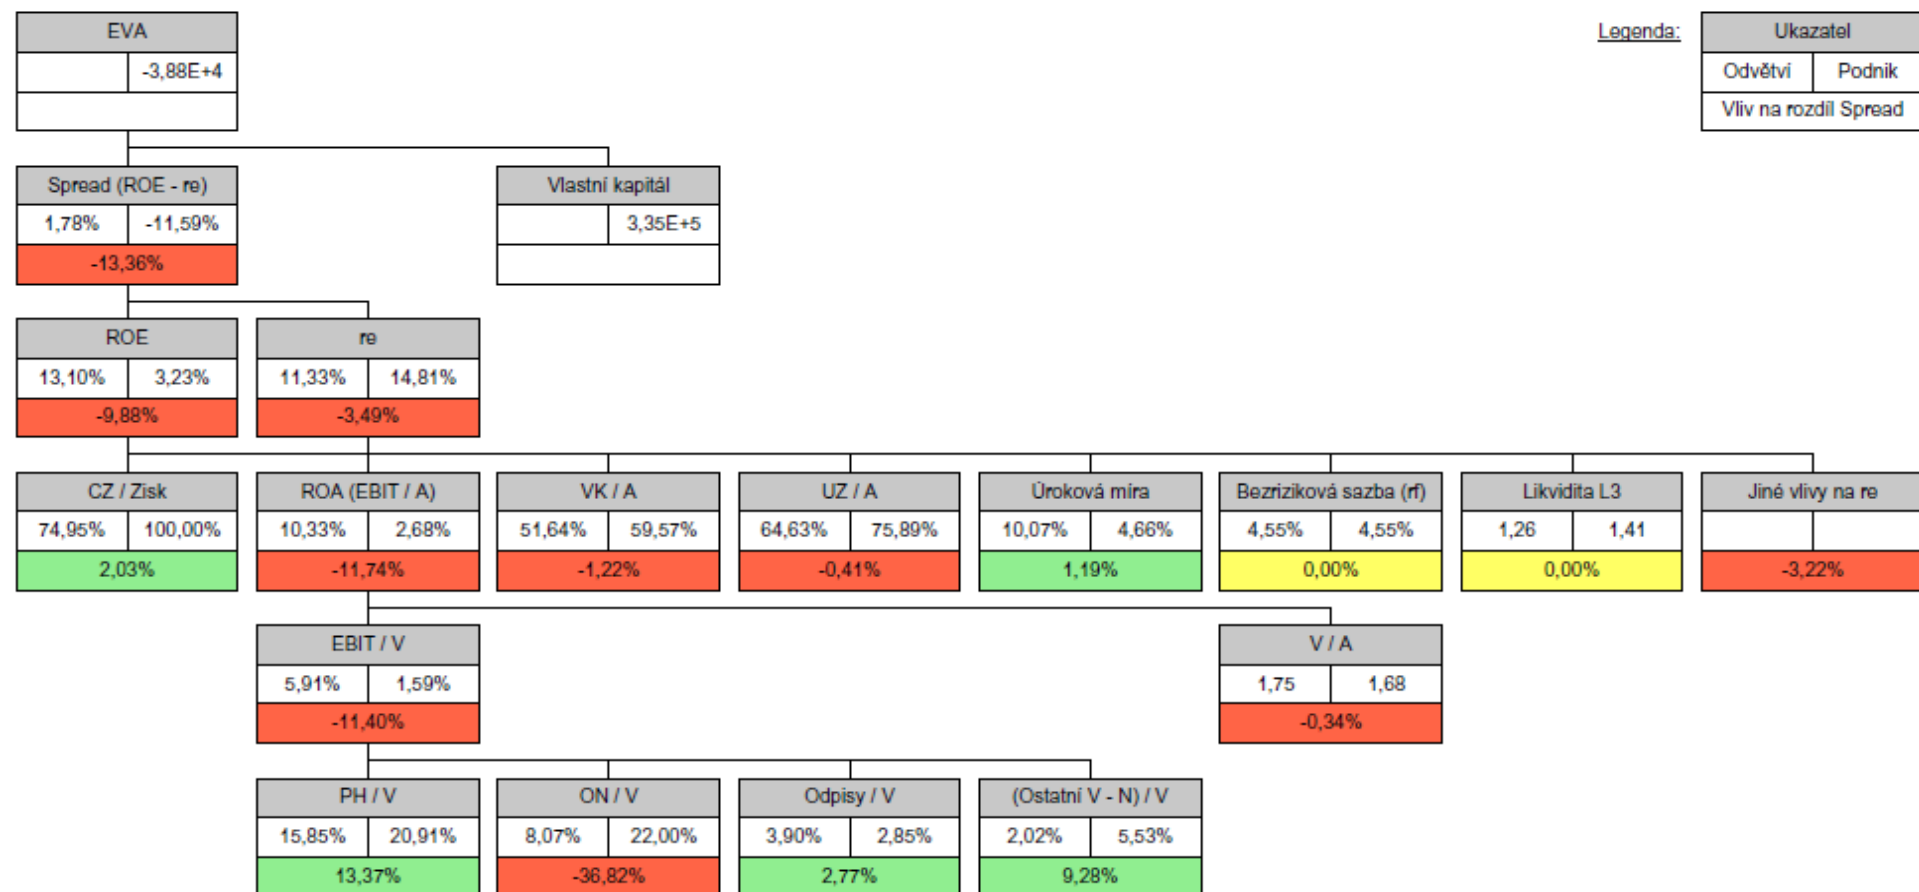 EVA
-3,88E+4
Legenda:
Ukazatel
Odvětví Podnik
Vliv na rozdíl Spread
Spread (ROE - re)
1,78% -11,59%
-13,36%
Vlastní kapitál
3,35E+5
ROE
13,10% 3,23%
-9,88%
re
11,33% 14,81%
-3,49%
CZ / Zisk
74,95% 100,00%
2,03%
ROA (EBIT / A)
10,33% 2,68%
-11,74%
VK / A
51,64% 59,57%
-1,22%
UZ / A
64,63% 75,89%
-0,41%
Úroková míra
10,07% 4,66%
1,19%
Bezriziková sazba (rf)
4,55% 4,55%
0,00%
Likvidita L3
1,26 1,41
0,00%
Jiné vlivy na re
-3,22%
EBIT / V
5,91% 1,59%
-11,40%
V / A
1,75 1,68
-0,34%
PH / V
15,85% 20,91%
13,37%
ON / V
8,07% 22,00%
-36,82%
Odpisy / V
3,90% 2,85%
2,77%
(Ostatní V - N) / V
2,02% 5,53%
9,28%